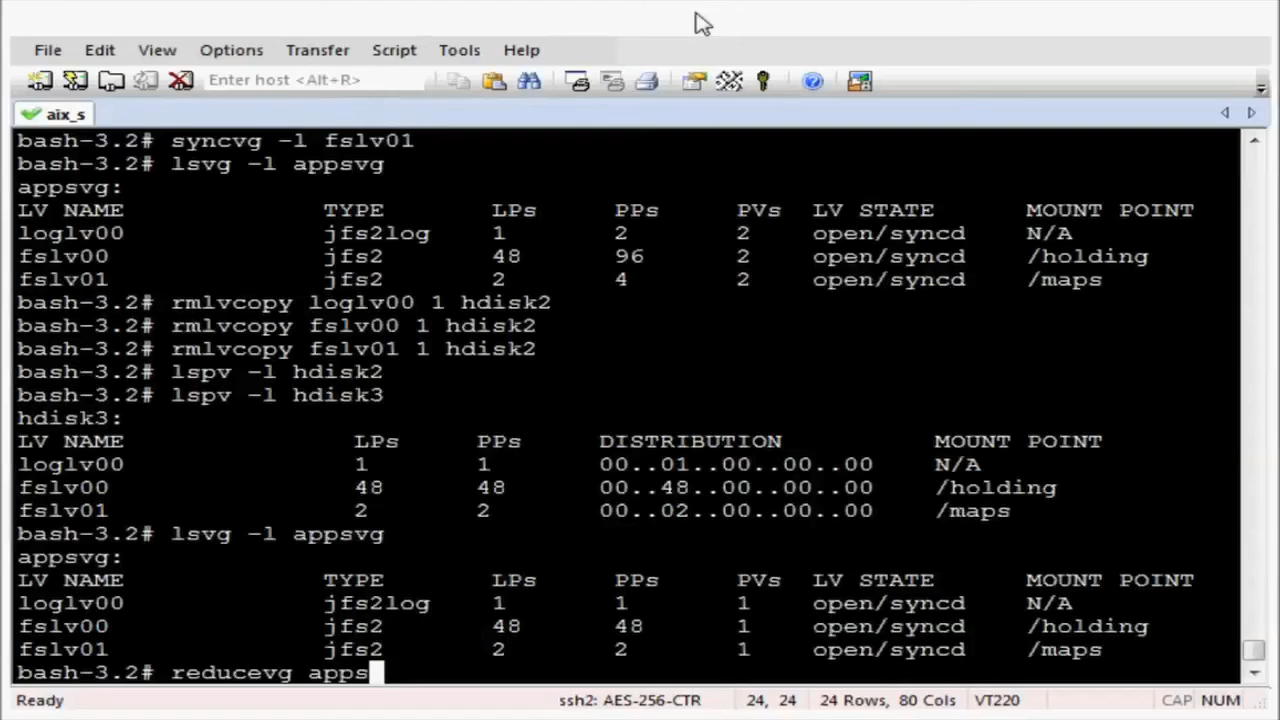 File Edit View Options Transfer Script Tools Help
Enter host <Alt+R>
aix_s
bash-3.2# syncvg -l fslv01
bash-3.2# lsvg -l appsvg
appsvg:
LV NAME TYPE LPs PPs PVs LV STATE MOUNT POINT
loglv00 jfs2log 1 2 2 open/syncd N/A
fslv00 jfs2 48 96 2 open/syncd /holding
fslv01 jfs2 2 4 2 open/syncd /maps
bash-3.2# rmlvcopy loglv00 1 hdisk2
bash-3.2# rmlvcopy fslv00 1 hdisk2
bash-3.2# rmlvcopy fslv01 1 hdisk2
bash-3.2# lspv -l hdisk2
bash-3.2# lspv -l hdisk3
hdisk3:
LV NAME LPs PPs DISTRIBUTION MOUNT POINT
loglv00 1 1 00..01..00..00..00 N/A
fslv00 48 48 00..48..00..00..00 /holding
fslv01 2 2 00..02..00..00..00 /maps
bash-3.2# lsvg -l appsvg
appsvg:
LV NAME TYPE LPs PPs PVs LV STATE MOUNT POINT
loglv00 jfs2log 1 1 1 open/syncd N/A
fslv00 jfs2 48 48 1 open/syncd /holding
fslv01 jfs2 2 2 1 open/syncd /maps
bash-3.2# reducevg apps
Ready ssh2: AES-256-CTR 24, 24 24 Rows, 80 Cols VT220 CAP NUM